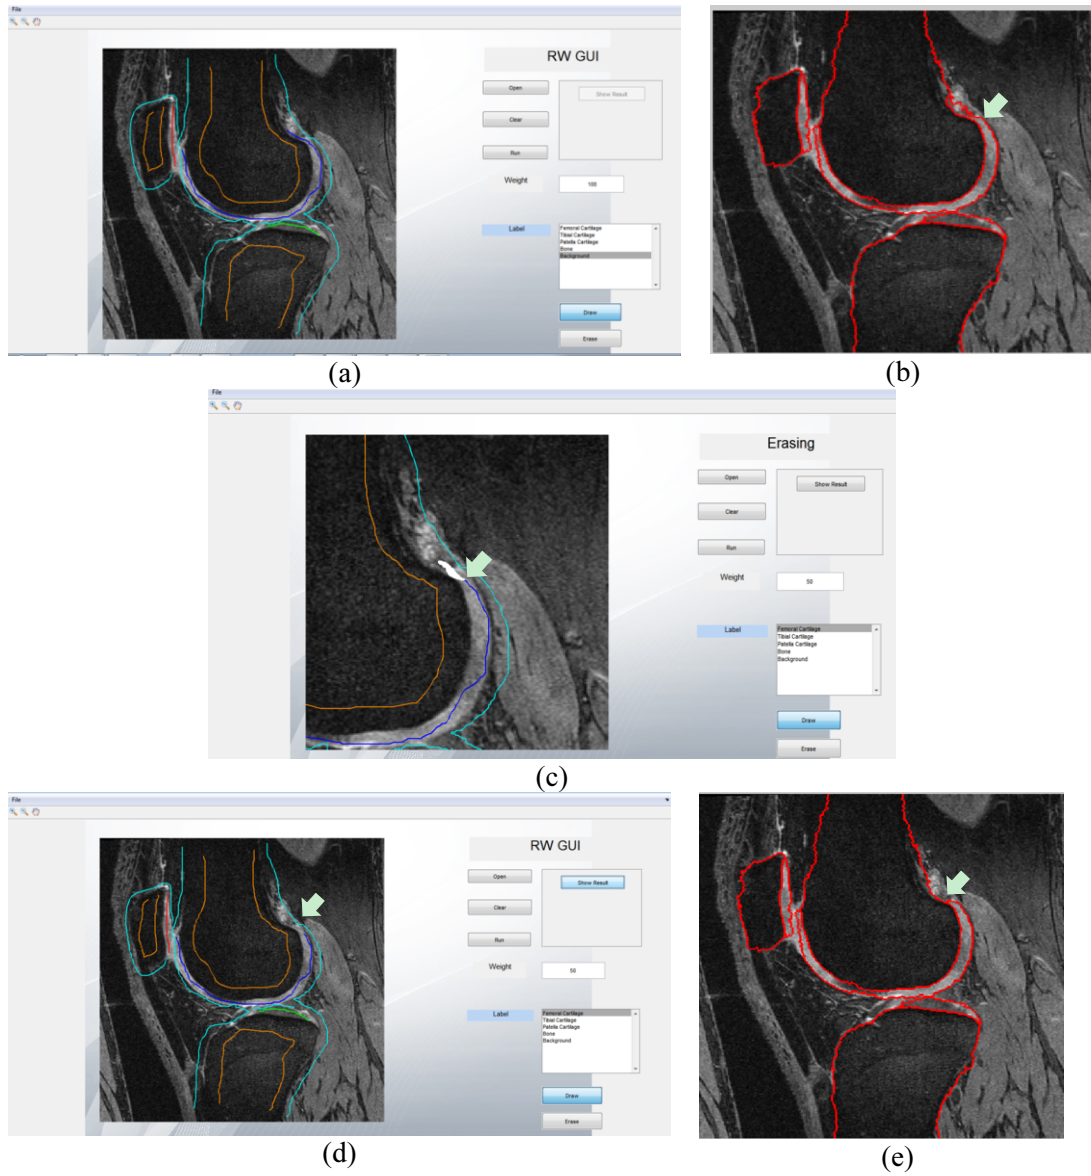 File
RW GUI
Open
Show Result
Clear
Run
Weight
100
Label
Femoral Cartilage
Tibial Cartilage
Patella Cartilage
Bone
Background
Draw
Erase
(a)
(b)
File
Erasing
Open
Show Result
Clear
Run
Weight
50
Label
Femoral Cartilage
Tibial Cartilage
Patella Cartilage
Bone
Background
Draw
Erase
(c)
File
RW GUI
Open
Show Result
Clear
Run
Weight
50
Label
Femoral Cartilage
Tibial Cartilage
Patella Cartilage
Bone
Background
Draw
Erase
(d)
(e)